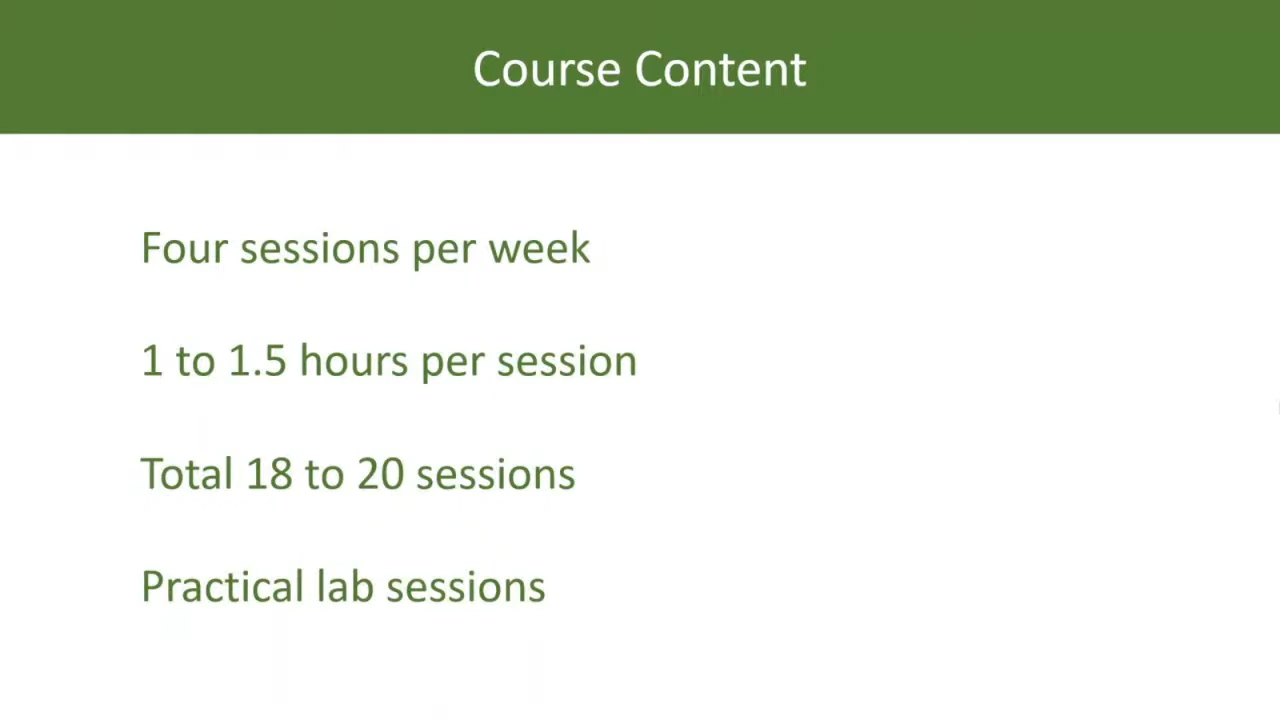 Course Content
Four sessions per week
1 to 1.5 hours per session
Total 18 to 20 sessions
Practical lab sessions